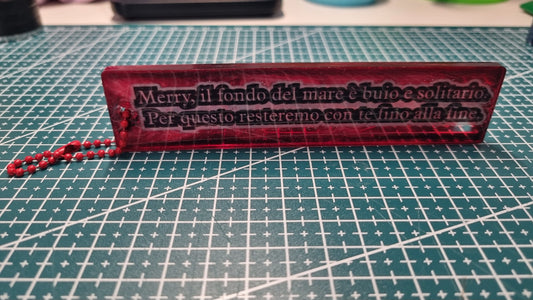 Merry, il fondo del mare è buio e solitario.
Per questo resteremo con te fino alla fine.